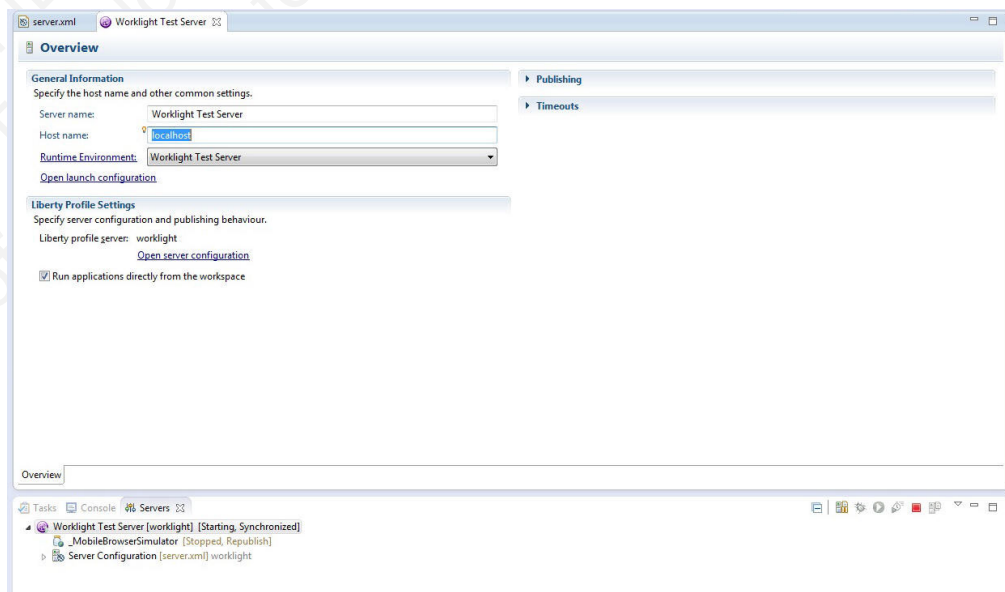 server.xml Worklight Test Server
Overview
General Information
Specify the host name and other common settings.
Server name: Worklight Test Server
Host name: localhost
Runtime Environment: Worklight Test Server
Open launch configuration
Liberty Profile Settings
Specify server configuration and publishing behaviour.
Liberty profile server: worklight
Open server configuration
Run applications directly from the workspace
Publishing
Timeouts
Overview
Tasks Console Servers
Worklight Test Server [worklight] [Starting, Synchronized]
_MobileBrowserSimulator [Stopped, Republish]
Server Configuration [server.xml] worklight